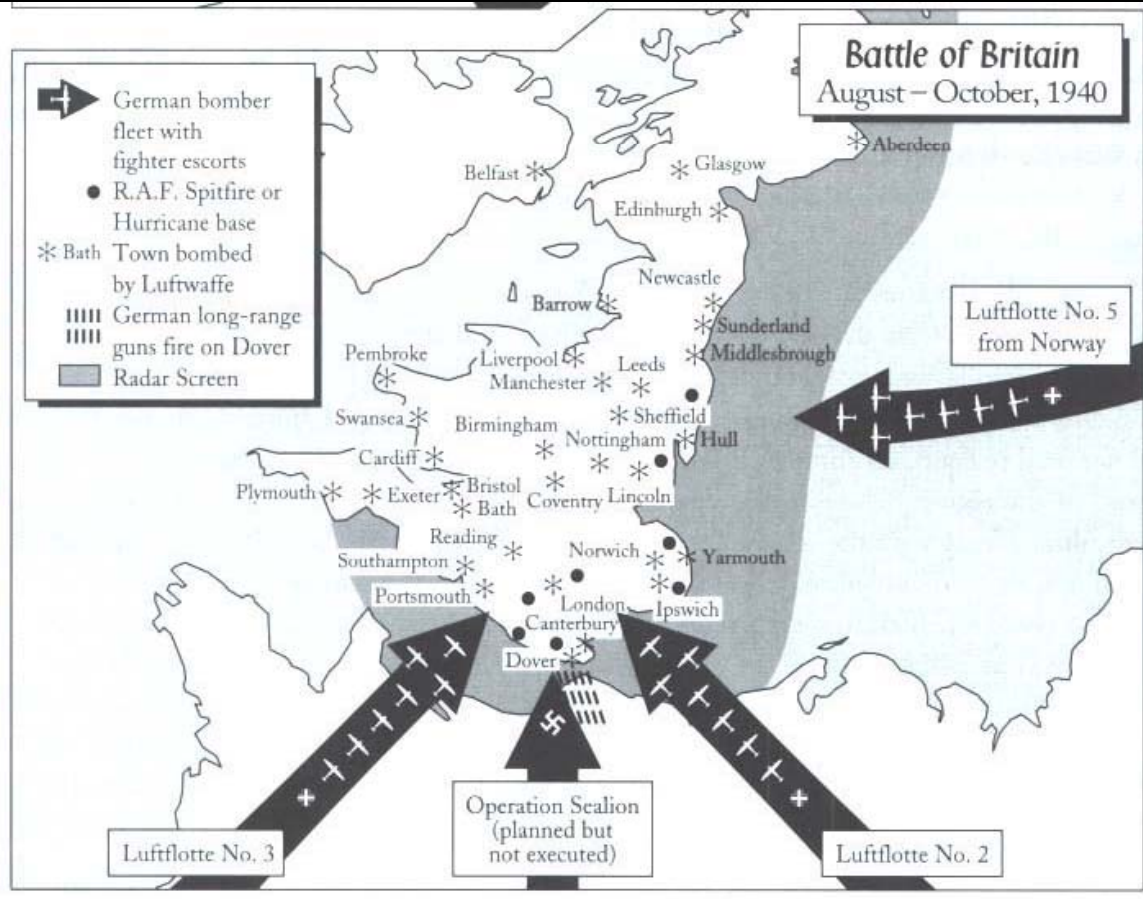 Battle of Britain
August – October, 1940
German bomber
fleet with
fighter escorts
R.A.F. Spitfire or
Hurricane base
Bath Town bombed
by Luftwaffe
German long-range
guns fire on Dover
Radar Screen
Aberdeen
Glasgow
Belfast
Edinburgh
Newcastle
Barrow
Sunderland
Luftflotte No. 5
from Norway
Middlesbrough
Pembroke
Liverpool
Leeds
Manchester
Swansea
Sheffield
Birmingham
Nottingham
Hull
Cardiff
Plymouth
Exeter
Bristol
Bath
Coventry
Lincoln
Reading
Norwich
Yarmouth
Southampton
Portsmouth
London
Ipswich
Canterbury
Dover
Operation Sealion
(planned but
not executed)
Luftflotte No. 3
Luftflotte No. 2